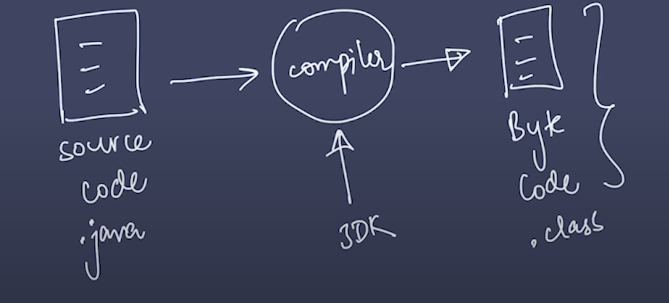 compiler
source
code
.java
JDK
Byte
Code
.class